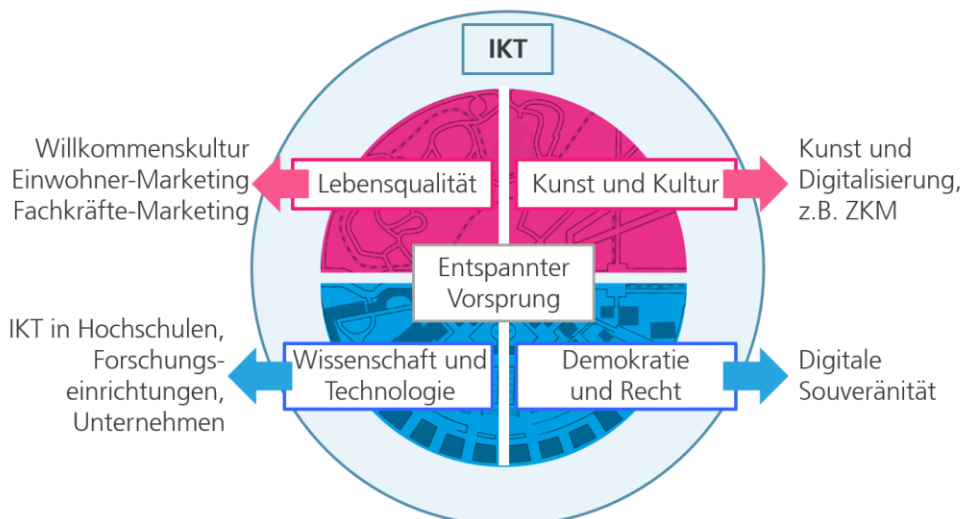 IKT
Willkommenskultur
Einwohner-Marketing
Fachkräfte-Marketing
Lebensqualität
Kunst und Kultur
Kunst und
Digitalisierung,
z.B. ZKM
Entspannter
Vorsprung
IKT in Hochschulen,
Forschungs-
einrichtungen,
Unternehmen
Wissenschaft und
Technologie
Demokratie
und Recht
Digitale
Souveränität